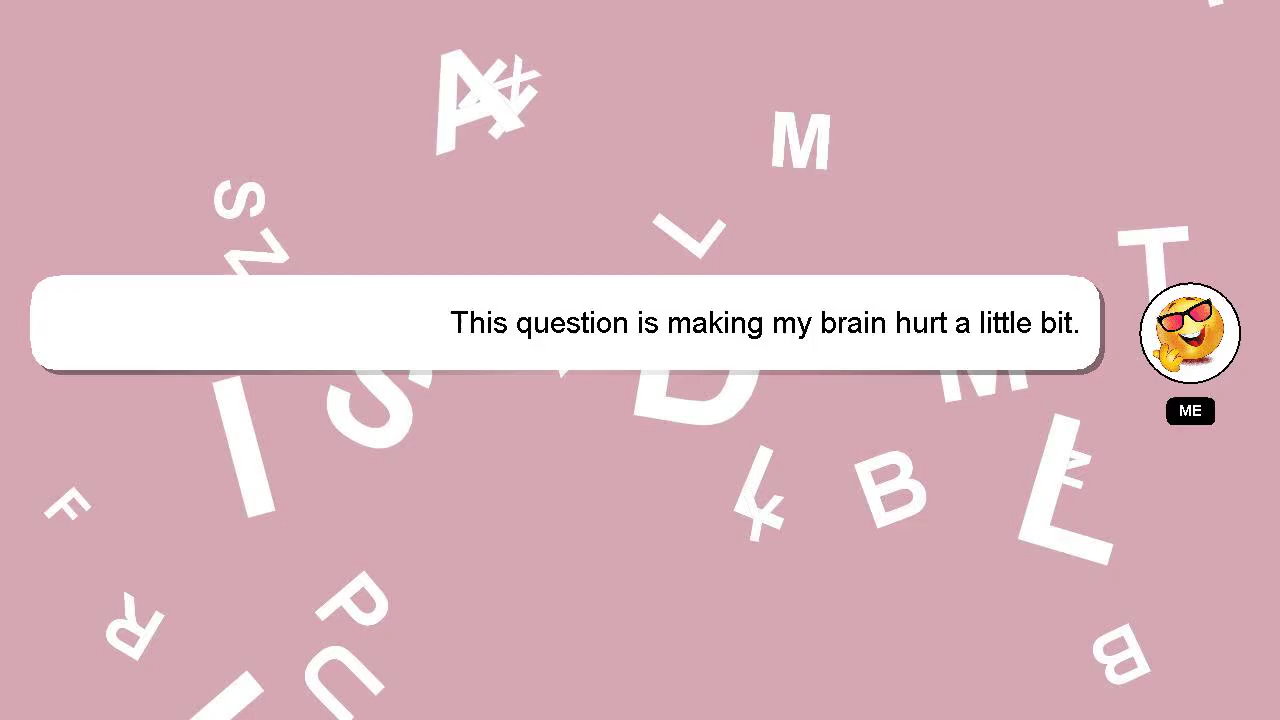 A
M
S
Z
L
T
This question is making my brain hurt a little bit.
ME
I
S
D
M
L
N
L
Y
B
F
P
R
U
B